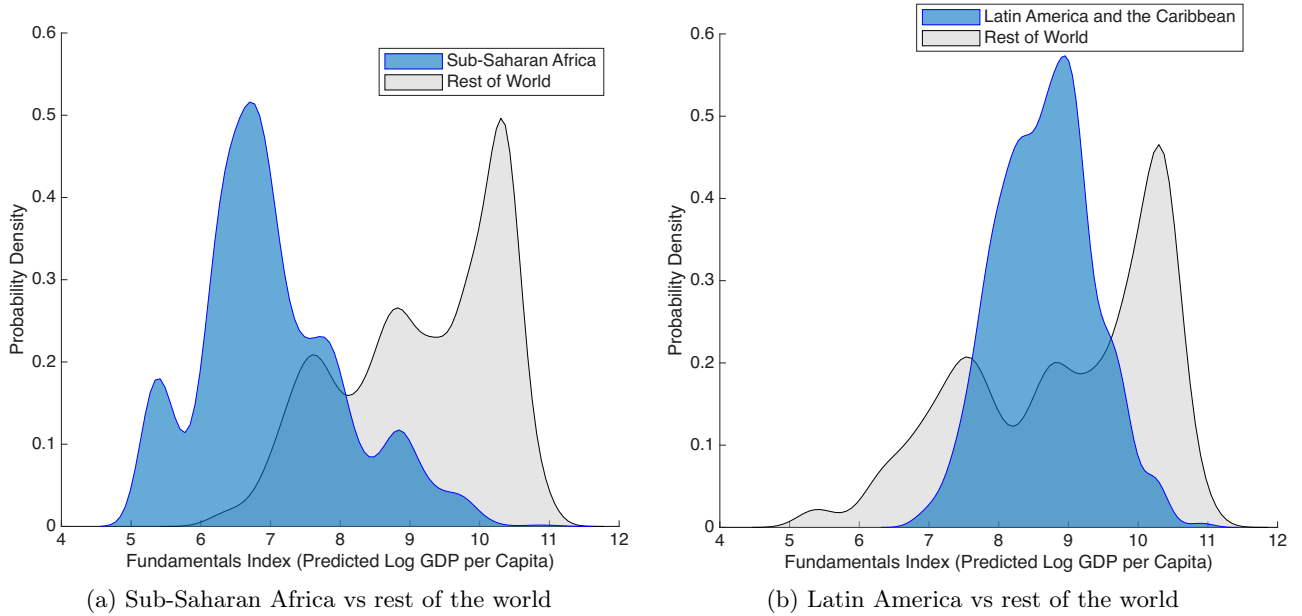 Sub-Saharan Africa
Rest of World
0.6
0.5
0.4
0.3
0.2
0.1
0
Probability Density
4 5 6 7 8 9 10 11 12
Fundamentals Index (Predicted Log GDP per Capita)
(a) Sub-Saharan Africa vs rest of the world
Latin America and the Caribbean
Rest of World
0.6
0.5
0.4
0.3
0.2
0.1
0
Probability Density
4 5 6 7 8 9 10 11 12
Fundamentals Index (Predicted Log GDP per Capita)
(b) Latin America vs rest of the world